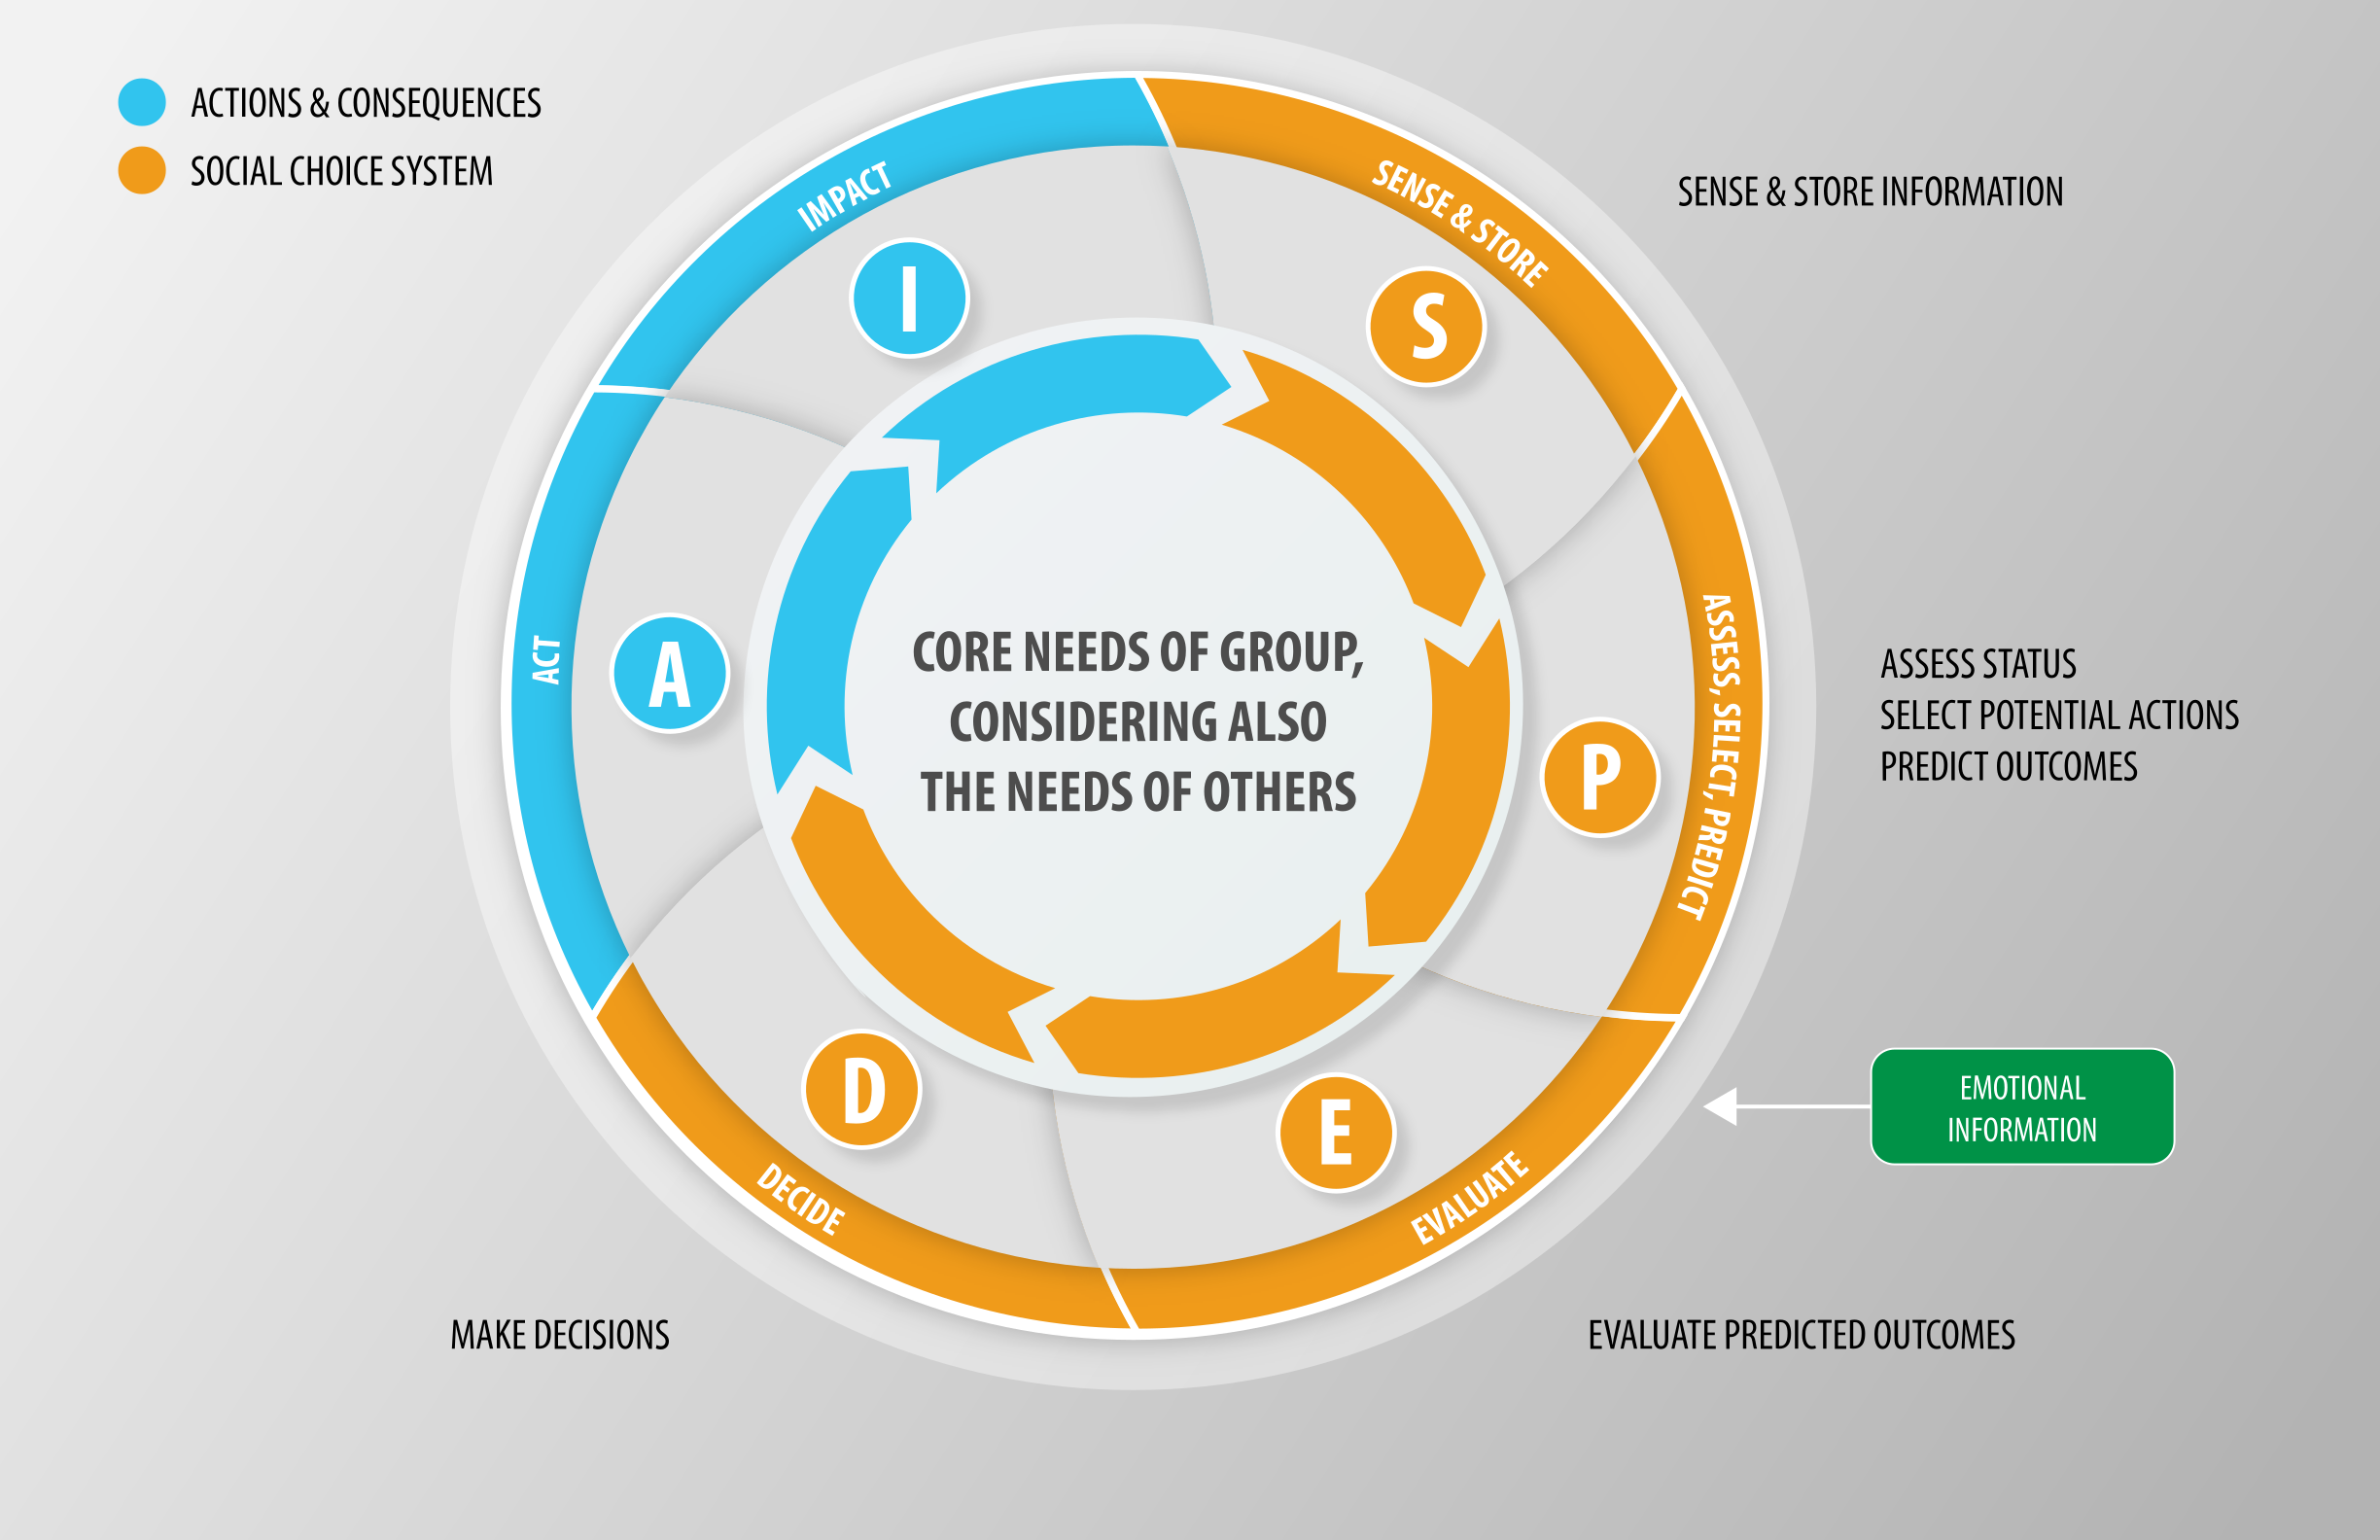 ACTIONS & CONSEQUENCES
SOCIAL CHOICE SYSTEM
IMPACT
SENSE & STORE
SENSE & STORE INFORMATION
I
S
ACT
A
CORE NEEDS OF GROUP,
CONSIDERING ALSO
THE NEEDS OF OTHERS
P
ASSESS, SELECT, PREDICT
ASSESS STATUS
SELECT POTENTIAL ACTIONS
PREDICT OUTCOMES
D
E
EMOTIONAL
INFORMATION
DECIDE
EVALUATE
MAKE DECISIONS
EVALUATE PREDICTED OUTCOMES